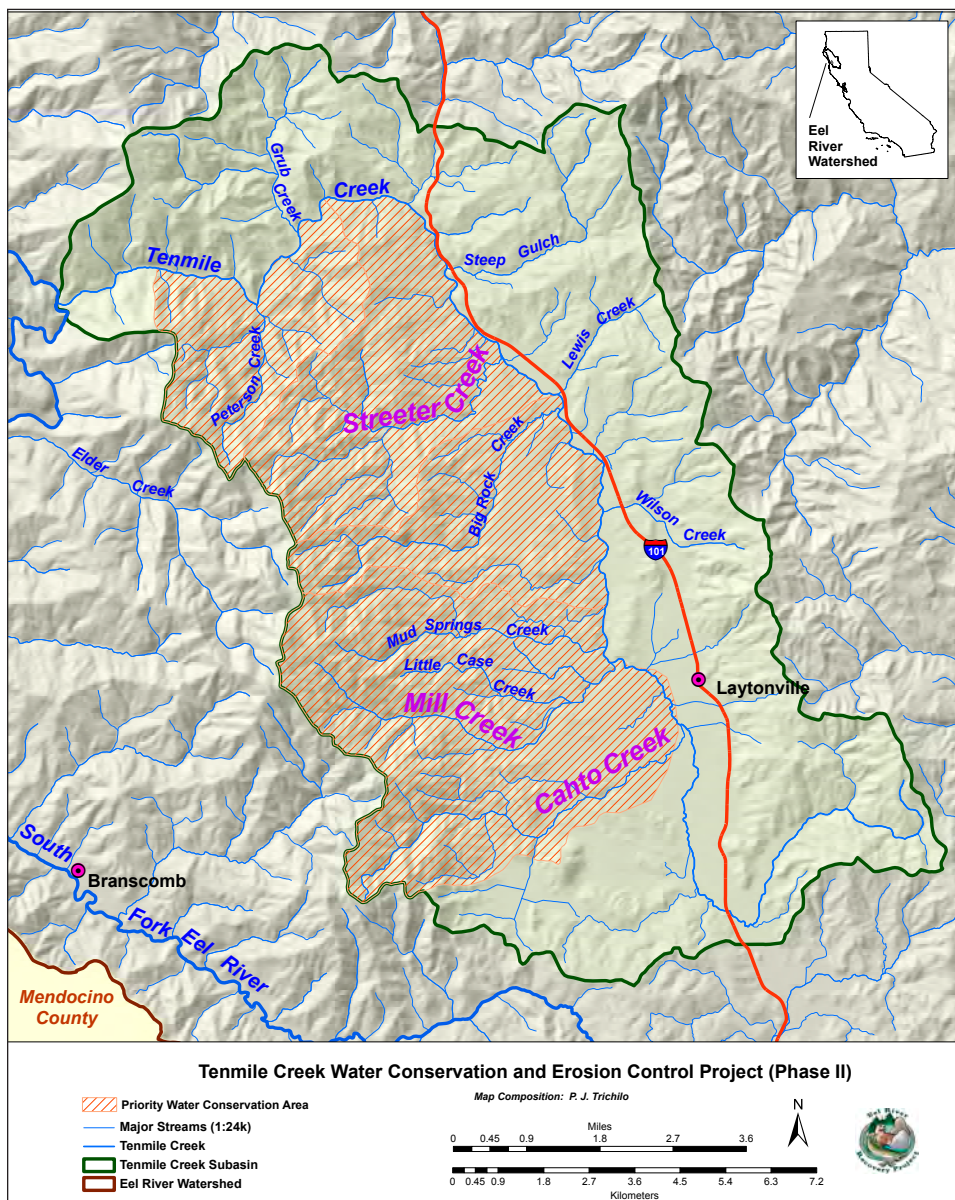 Eel
River
Watershed
Grub
Creek
Creek
Tenmile
Steep Gulch
Lewis Creek
Peterson Creek
Streeter Creek
Big Rock Creek
Elder
Creek
Wilson Creek
101
Mud Springs Creek
Little Case
Creek
Laytonville
Mill Creek
Cahto Creek
South
Branscomb
Fork Eel River
Mendocino
County
Tenmile Creek Water Conservation and Erosion Control Project (Phase II)
Map Composition: P. J. Trichilo
Priority Water Conservation Area
Major Streams (1:24k)
Tenmile Creek
Tenmile Creek Subasin
Eel River Watershed
Miles
0 0.45 0.9 1.8 2.7 3.6
0 0.45 0.9 1.8 2.7 3.6 4.5 5.4 6.3 7.2
Kilometers
N
Eel River
Recovery Project